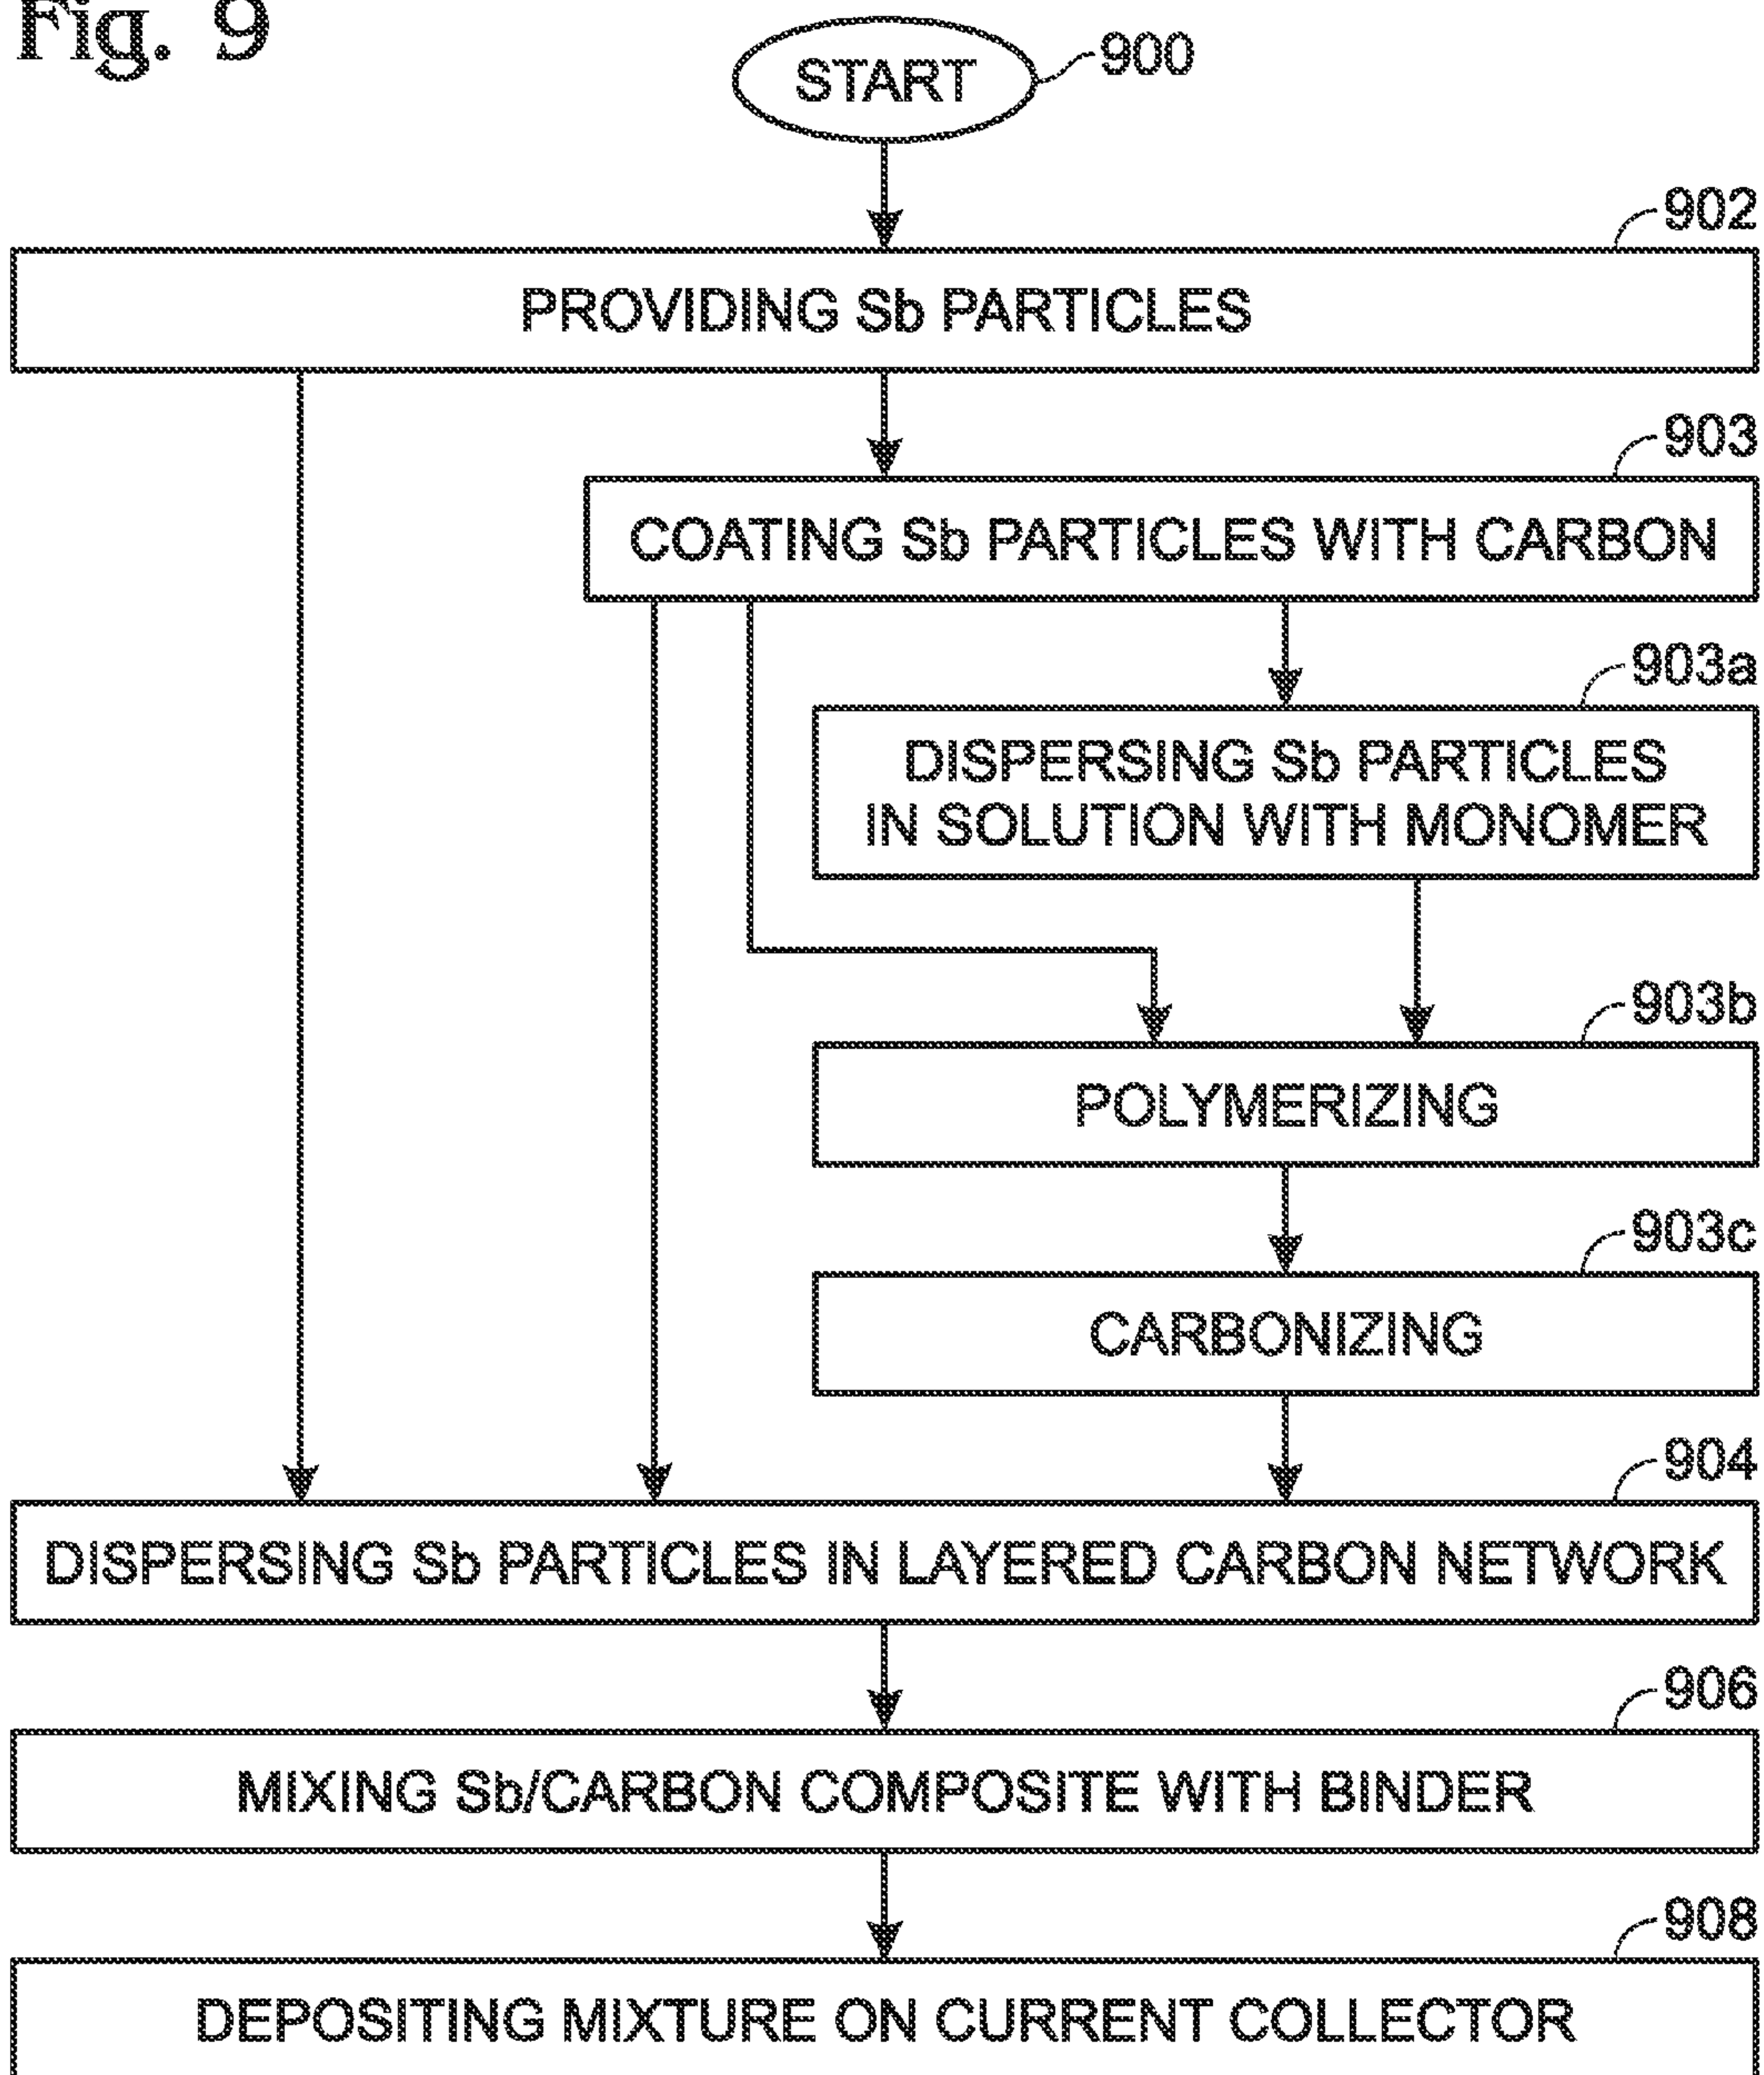 Fig. 9
START
900
902
PROVIDING Sb PARTICLES
903
COATING Sb PARTICLES WITH CARBON
903a
DISPERSING Sb PARTICLES
IN SOLUTION WITH MONOMER
903b
POLYMERIZING
903c
CARBONIZING
904
DISPERSING Sb PARTICLES IN LAYERED CARBON NETWORK
906
MIXING Sb/CARBON COMPOSITE WITH BINDER
908
DEPOSITING MIXTURE ON CURRENT COLLECTOR